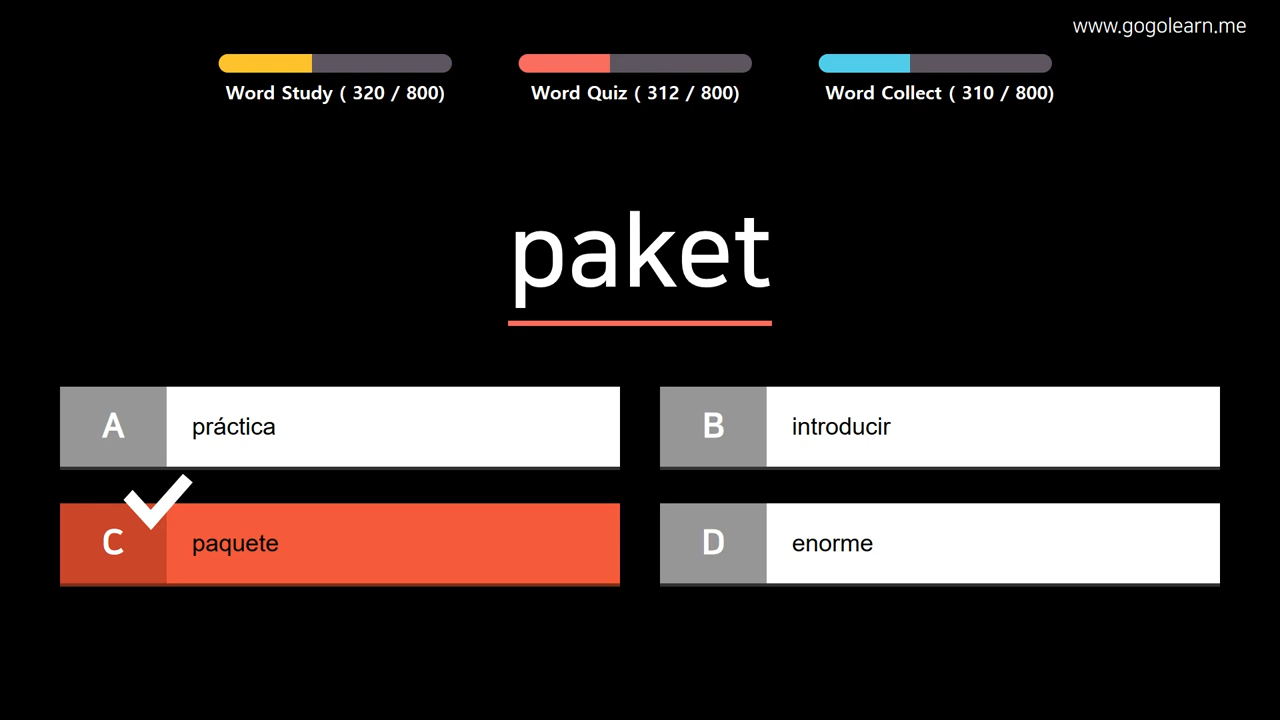 www.gogolearn.me
Word Study ( 320 / 800)
Word Quiz ( 312 / 800)
Word Collect ( 310 / 800)
paket
A práctica
B introducir
C paquete
D enorme